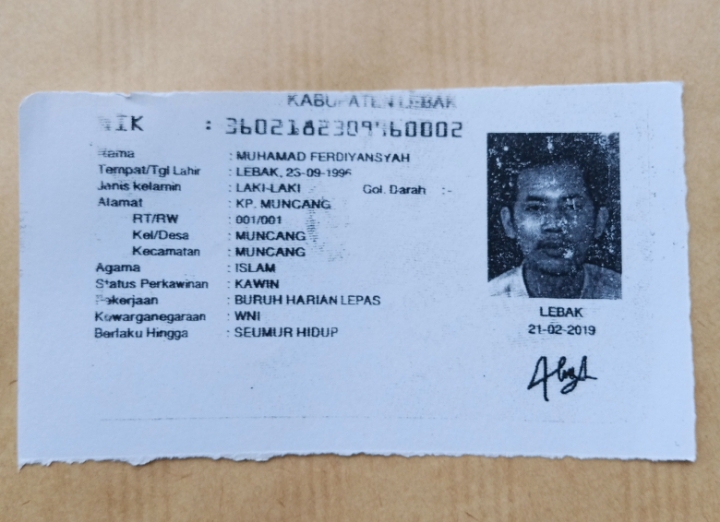 KABUPATEN LEBAK
NIK : 3602182309960002
Nama : MUHAMAD FERDIYANSYAH
Tempat/Tgl Lahir : LEBAK, 23-09-1996
Jenis kelamin : LAKI-LAKI Gol. Darah : -
Alamat : KP. MUNCANG
RT/RW : 001/001
Kel/Desa : MUNCANG
Kecamatan : MUNCANG
Agama : ISLAM
Status Perkawinan : KAWIN
Pekerjaan : BURUH HARIAN LEPAS
Kewarganegaraan : WNI
Berlaku Hingga : SEUMUR HIDUP
LEBAK
21-02-2019